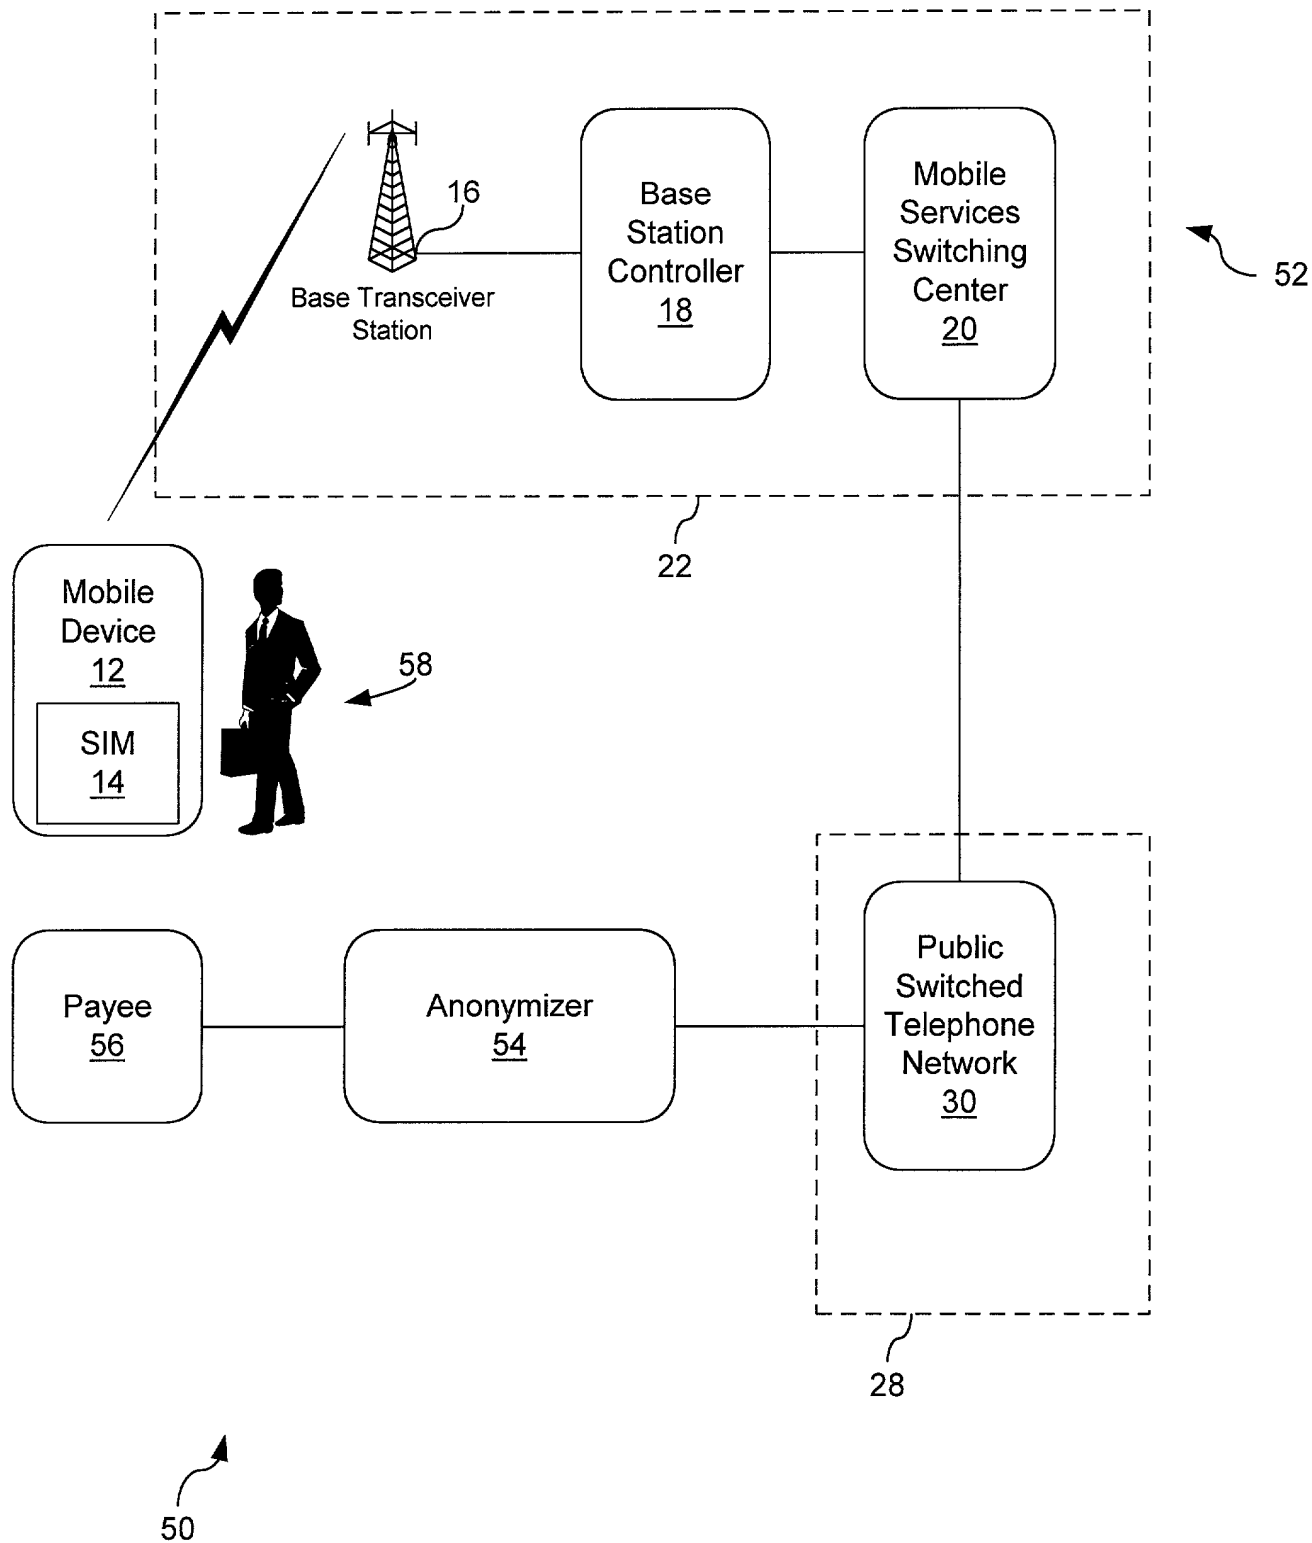 16
Base Transceiver
Station
Base
Station
Controller
18
Mobile
Services
Switching
Center
20
52
22
Mobile
Device
12
SIM
14
58
Payee
56
Anonymizer
54
Public
Switched
Telephone
Network
30
28
50